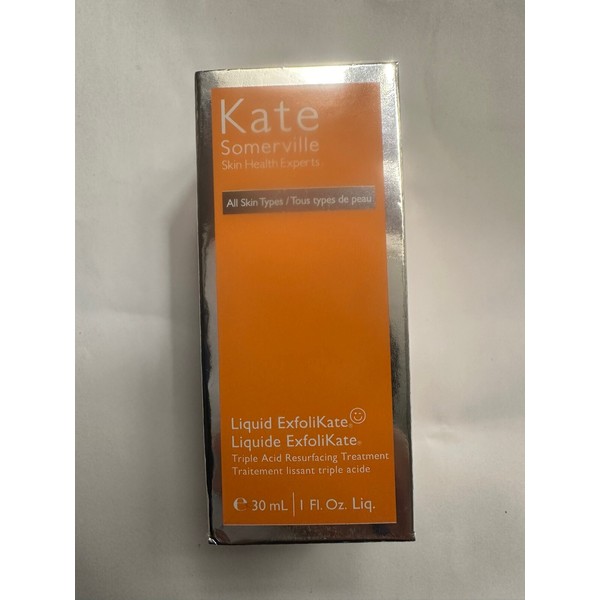 Kate
Somerville
Skin Health Experts
All Skin Types / Tous types de peau
Liquid ExfoliKate®
Liquide ExfoliKate®
Triple Acid Resurfacing Treatment
Traitement lissant triple acide
℮ 30 mL | 1 Fl. Oz. Liq.